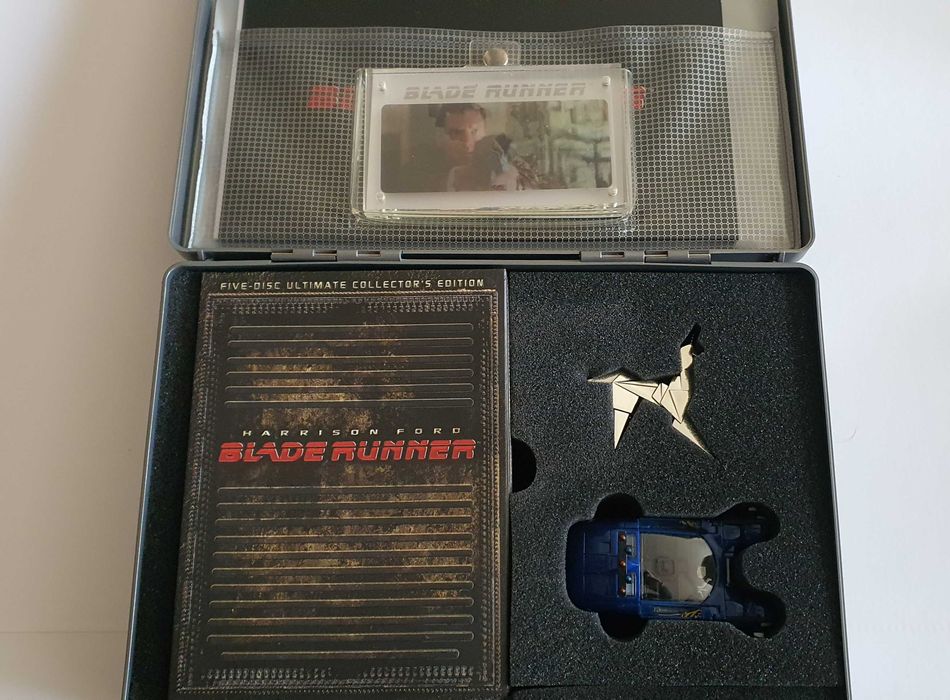 BLADE RUNNER
FIVE-DISC ULTIMATE COLLECTOR'S EDITION
HARRISON FORD
BLADE RUNNER